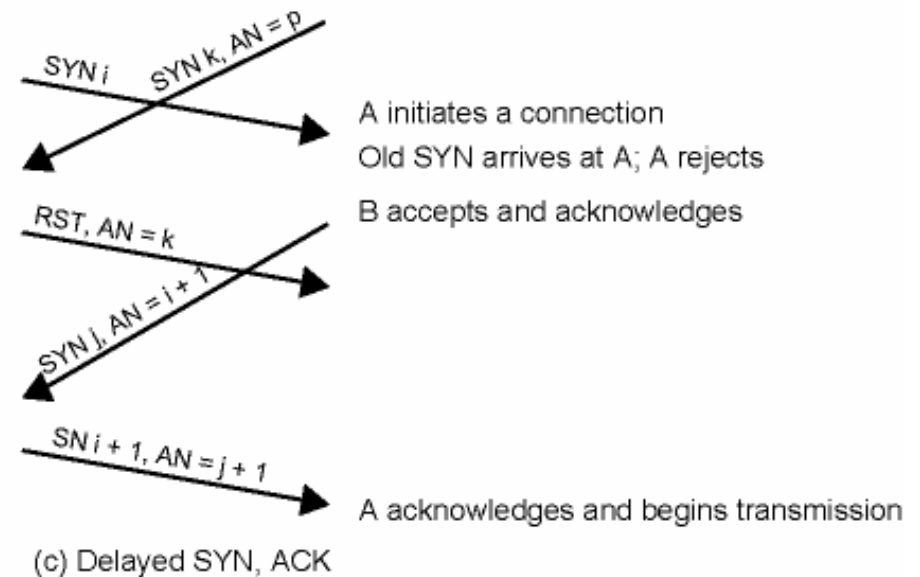 SYN i
SYN k, AN = p
A initiates a connection
Old SYN arrives at A; A rejects
RST, AN = k
B accepts and acknowledges
SYN j, AN = i + 1
SN i + 1, AN = j + 1
A acknowledges and begins transmission
(c) Delayed SYN, ACK